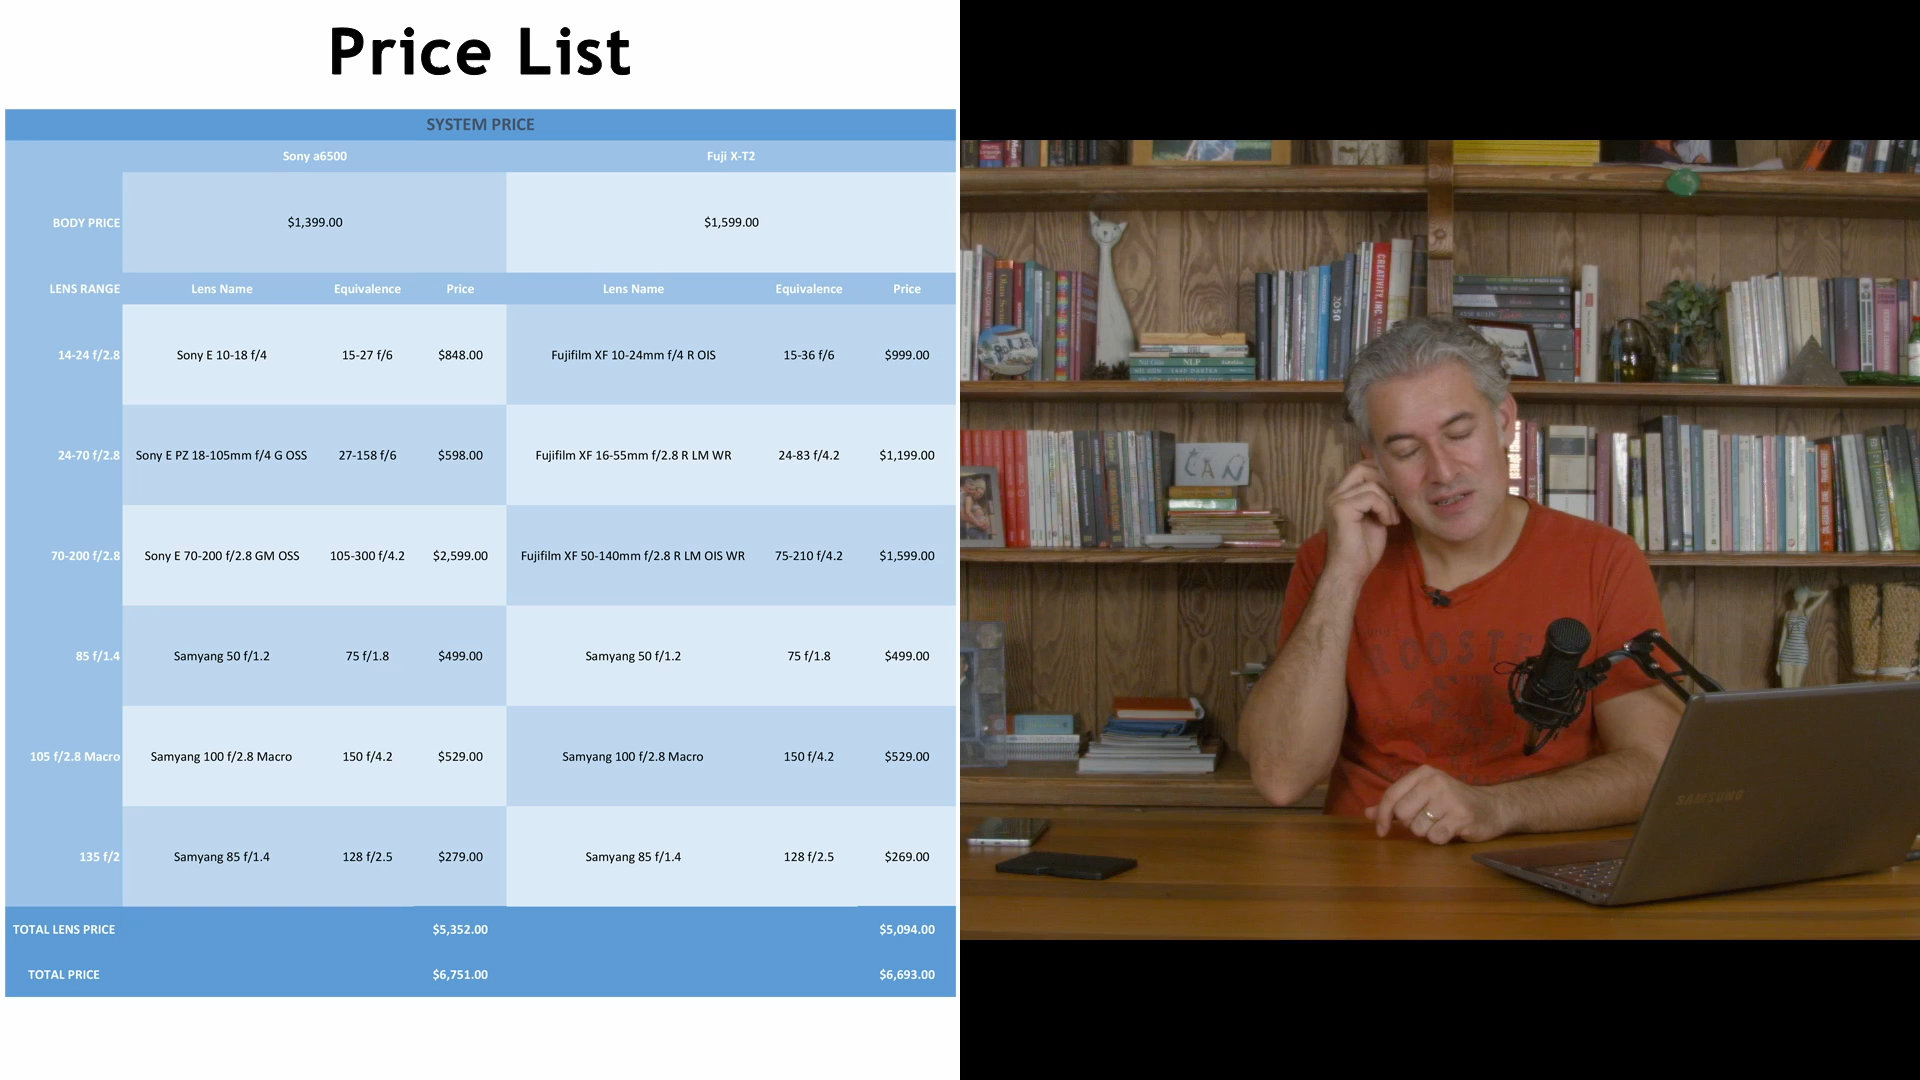 Price List
SYSTEM PRICE
Sony a6500 Fuji X-T2
BODY PRICE $1,399.00 $1,599.00
LENS RANGE Lens Name Equivalence Price Lens Name Equivalence Price
14-24 f/2.8 Sony E 10-18 f/4 15-27 f/6 $848.00 Fujifilm XF 10-24mm f/4 R OIS 15-36 f/6 $999.00
24-70 f/2.8 Sony E PZ 18-105mm f/4 G OSS 27-158 f/6 $598.00 Fujifilm XF 16-55mm f/2.8 R LM WR 24-83 f/4.2 $1,199.00
70-200 f/2.8 Sony E 70-200 f/2.8 GM OSS 105-300 f/4.2 $2,599.00 Fujifilm XF 50-140mm f/2.8 R LM OIS WR 75-210 f/4.2 $1,599.00
85 f/1.4 Samyang 50 f/1.2 75 f/1.8 $499.00 Samyang 50 f/1.2 75 f/1.8 $499.00
105 f/2.8 Macro Samyang 100 f/2.8 Macro 150 f/4.2 $529.00 Samyang 100 f/2.8 Macro 150 f/4.2 $529.00
135 f/2 Samyang 85 f/1.4 128 f/2.5 $279.00 Samyang 85 f/1.4 128 f/2.5 $269.00
TOTAL LENS PRICE $5,352.00 $5,094.00
TOTAL PRICE $6,751.00 $6,693.00
CREATIVITY, INC.
2050
NLP
CAN
SAMSUNG